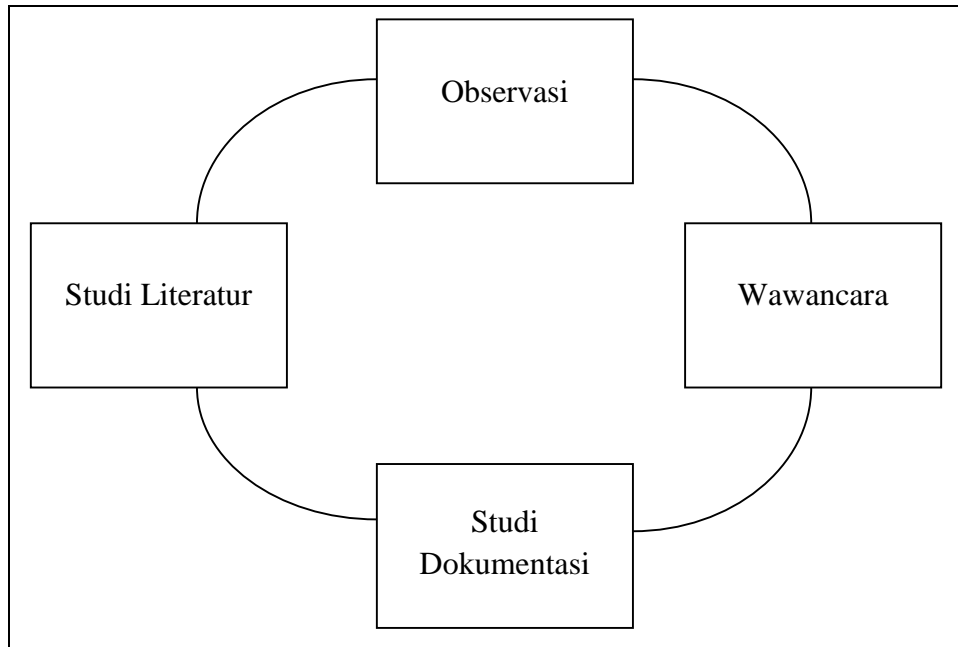 Observasi
Studi Literatur
Wawancara
Studi
Dokumentasi